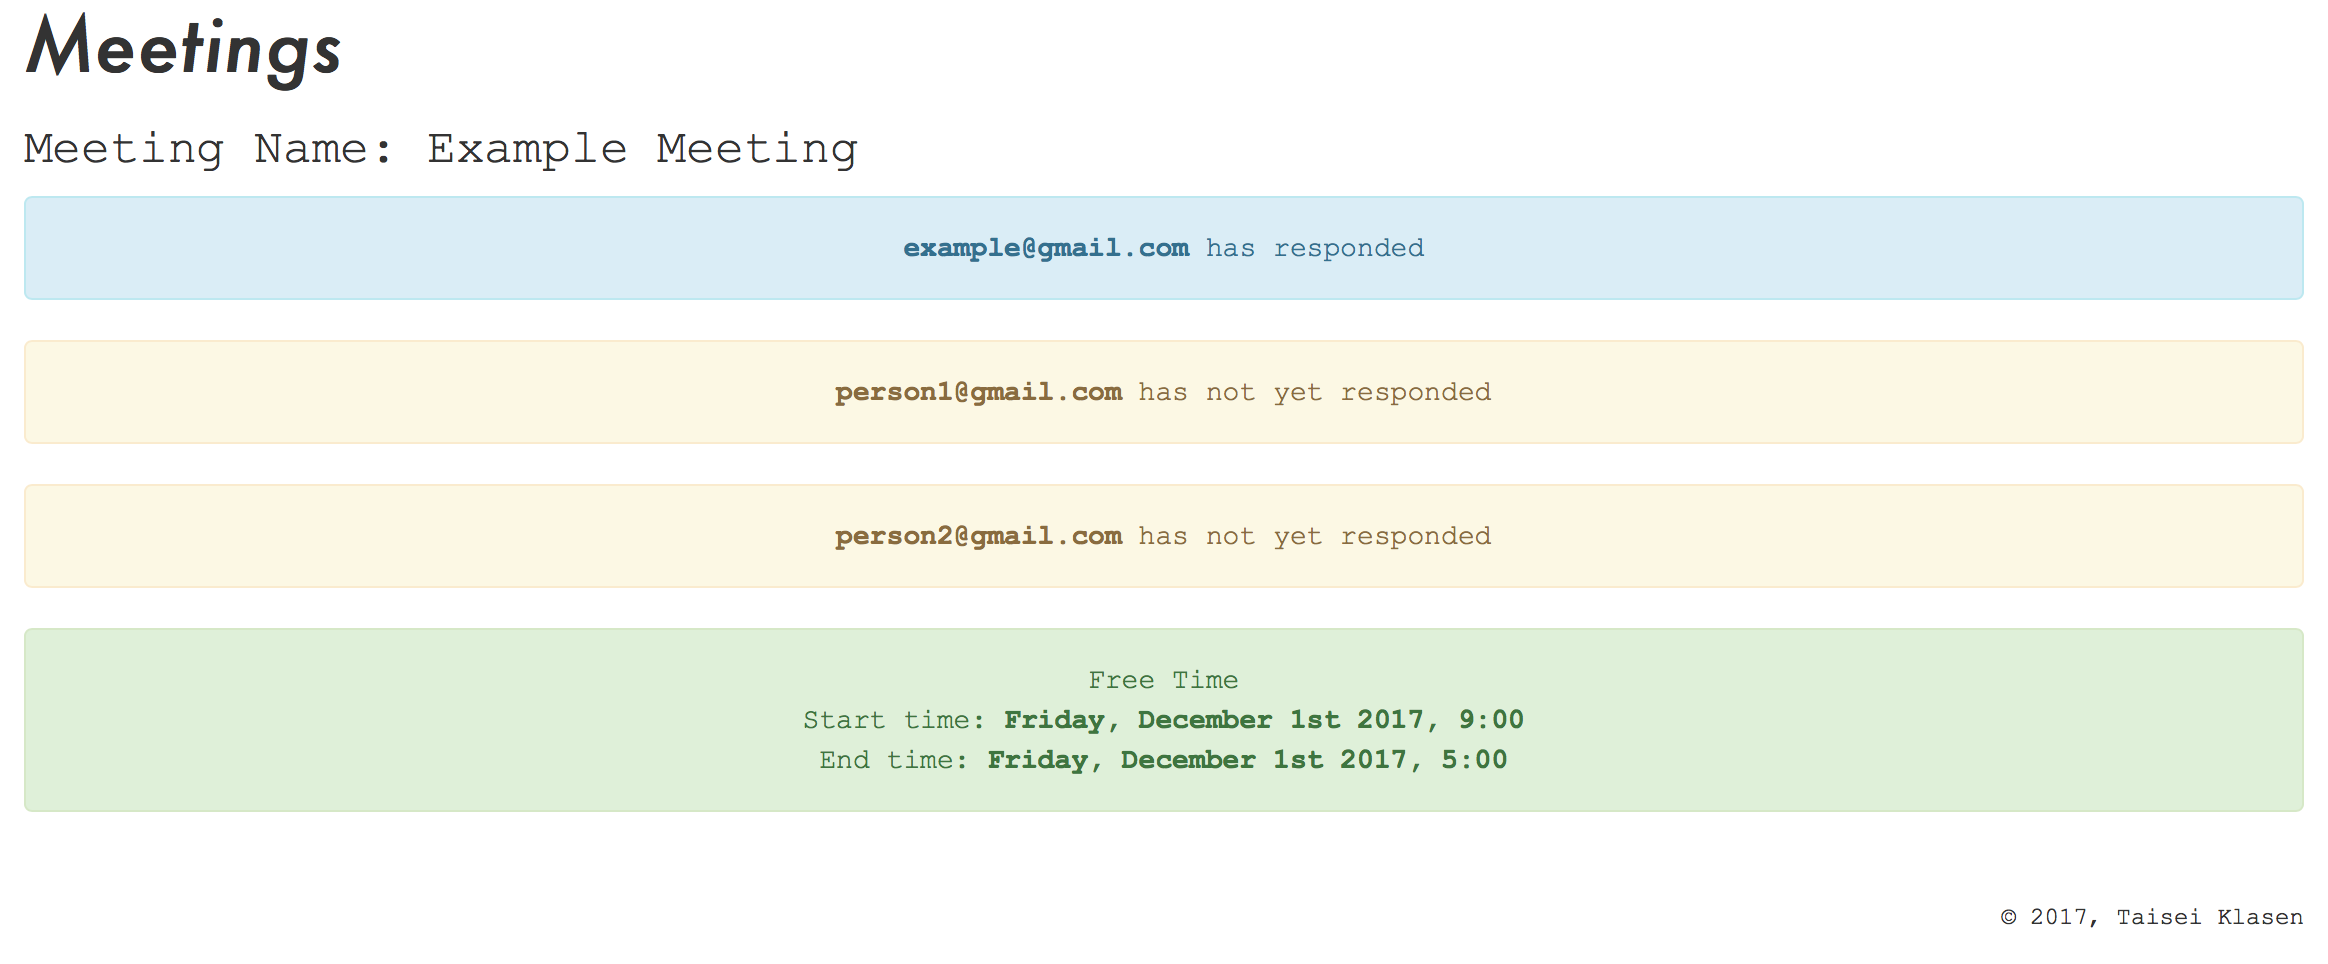 Meetings
Meeting Name: Example Meeting
example@gmail.com has responded
person1@gmail.com has not yet responded
person2@gmail.com has not yet responded
Free Time
Start time: Friday, December 1st 2017, 9:00
End time: Friday, December 1st 2017, 5:00
© 2017, Taisei Klasen